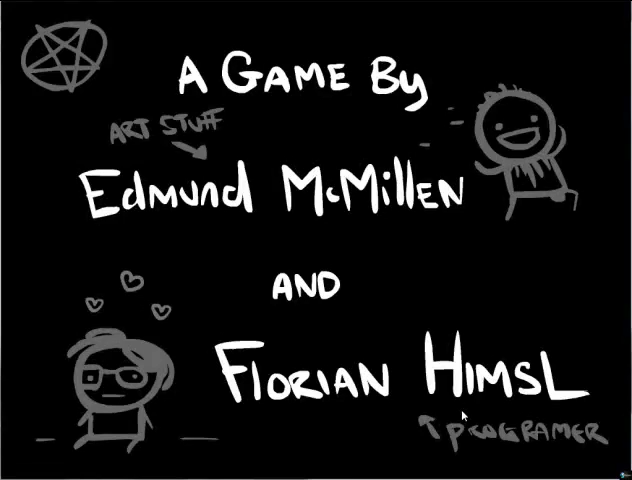 A GAME By
ART STUFF
Edmund McMillEN
AND
FlORIAN HIMSL
PROGRAMER